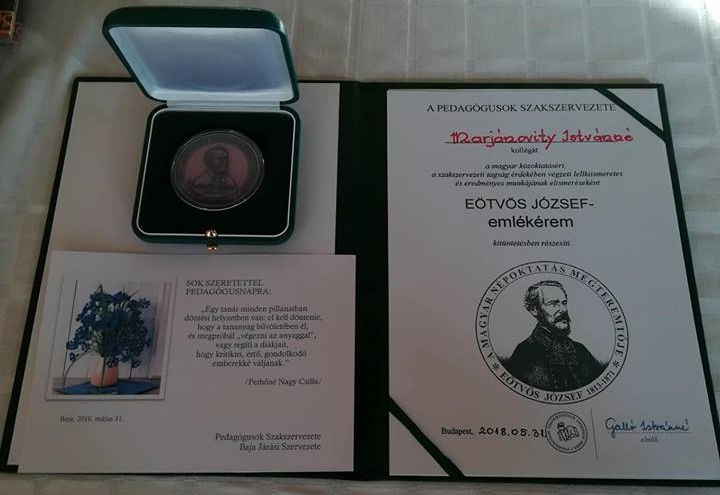 SOK SZERETETTEL
PEDAGÓGUSNAPRA:
„Egy tanár minden pillanatban
döntési helyzetben van: el kell döntenie,
hogy a tananyag bűvöletében él,
és megpróbál „végezni az anyaggal”,
vagy segíti a diákjait,
hogy kritikus, értő, gondolkodó
emberekké váljanak.”
/Pethőné Nagy Csilla/
Baja, 2018. május 31.
Pedagógusok Szakszervezete
Baja Járási Szervezete
A PEDAGÓGUSOK SZAKSZERVEZETE
Marjánovity Istvánné
kollégát
a magyar közoktatásért,
a szakszervezeti tagság érdekében végzett lelkiismeretes
és eredményes munkájának elismeréseként
EÖTVÖS JÓZSEF-
emlékérem
kitüntetésben részesíti.
A MAGYAR NÉPOKTATÁS MEGTEREMTŐJE
EÖTVÖS JÓZSEF 1813-1871
Budapest, 2018.05.31
Galló Istvánné
elnök